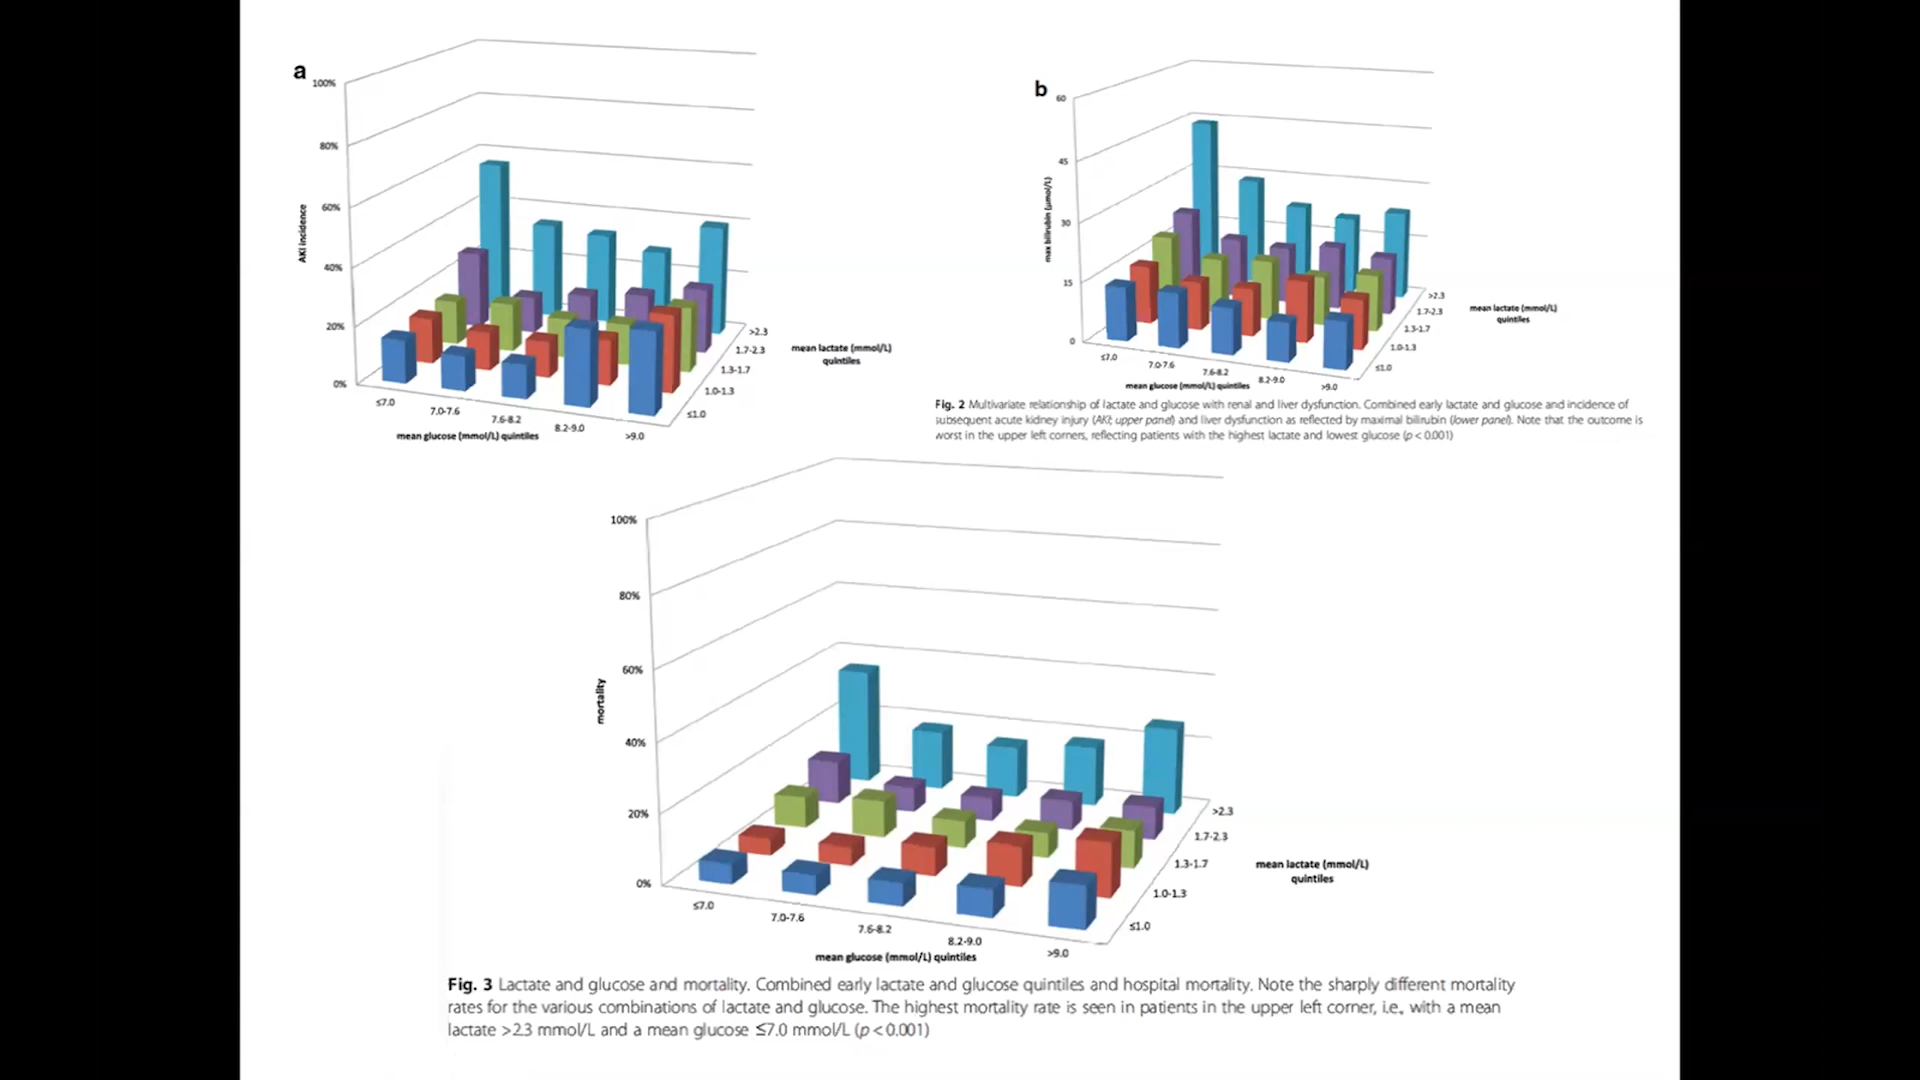 a
100%
80%
60%
40%
20%
0%
AKI incidence
≤7.0
7.0-7.6
7.6-8.2
8.2-9.0
>9.0
mean glucose (mmol/L) quintiles
>2.3
1.7-2.3
1.3-1.7
1.0-1.3
≤1.0
mean lactate (mmol/L)
quintiles
b
60
45
30
15
0
max bilirubin (µmol/L)
≤7.0
7.0-7.6
7.6-8.2
8.2-9.0
>9.0
mean glucose (mmol/L) quintiles
>2.3
1.7-2.3
1.3-1.7
1.0-1.3
≤1.0
mean lactate (mmol/L)
quintiles
Fig. 2 Multivariate relationship of lactate and glucose with renal and liver dysfunction. Combined early lactate and glucose and incidence of
subsequent acute kidney injury (AKI; upper panel) and liver dysfunction as reflected by maximal bilirubin (lower panel). Note that the outcome is
worst in the upper left corners, reflecting patients with the highest lactate and lowest glucose (p < 0.001)
100%
80%
60%
40%
20%
0%
mortality
≤7.0
7.0-7.6
7.6-8.2
8.2-9.0
>9.0
mean glucose (mmol/L) quintiles
>2.3
1.7-2.3
1.3-1.7
1.0-1.3
≤1.0
mean lactate (mmol/L)
quintiles
Fig. 3 Lactate and glucose and mortality. Combined early lactate and glucose quintiles and hospital mortality. Note the sharply different mortality
rates for the various combinations of lactate and glucose. The highest mortality rate is seen in patients in the upper left corner, i.e., with a mean
lactate >2.3 mmol/L and a mean glucose ≤7.0 mmol/L (p < 0.001)